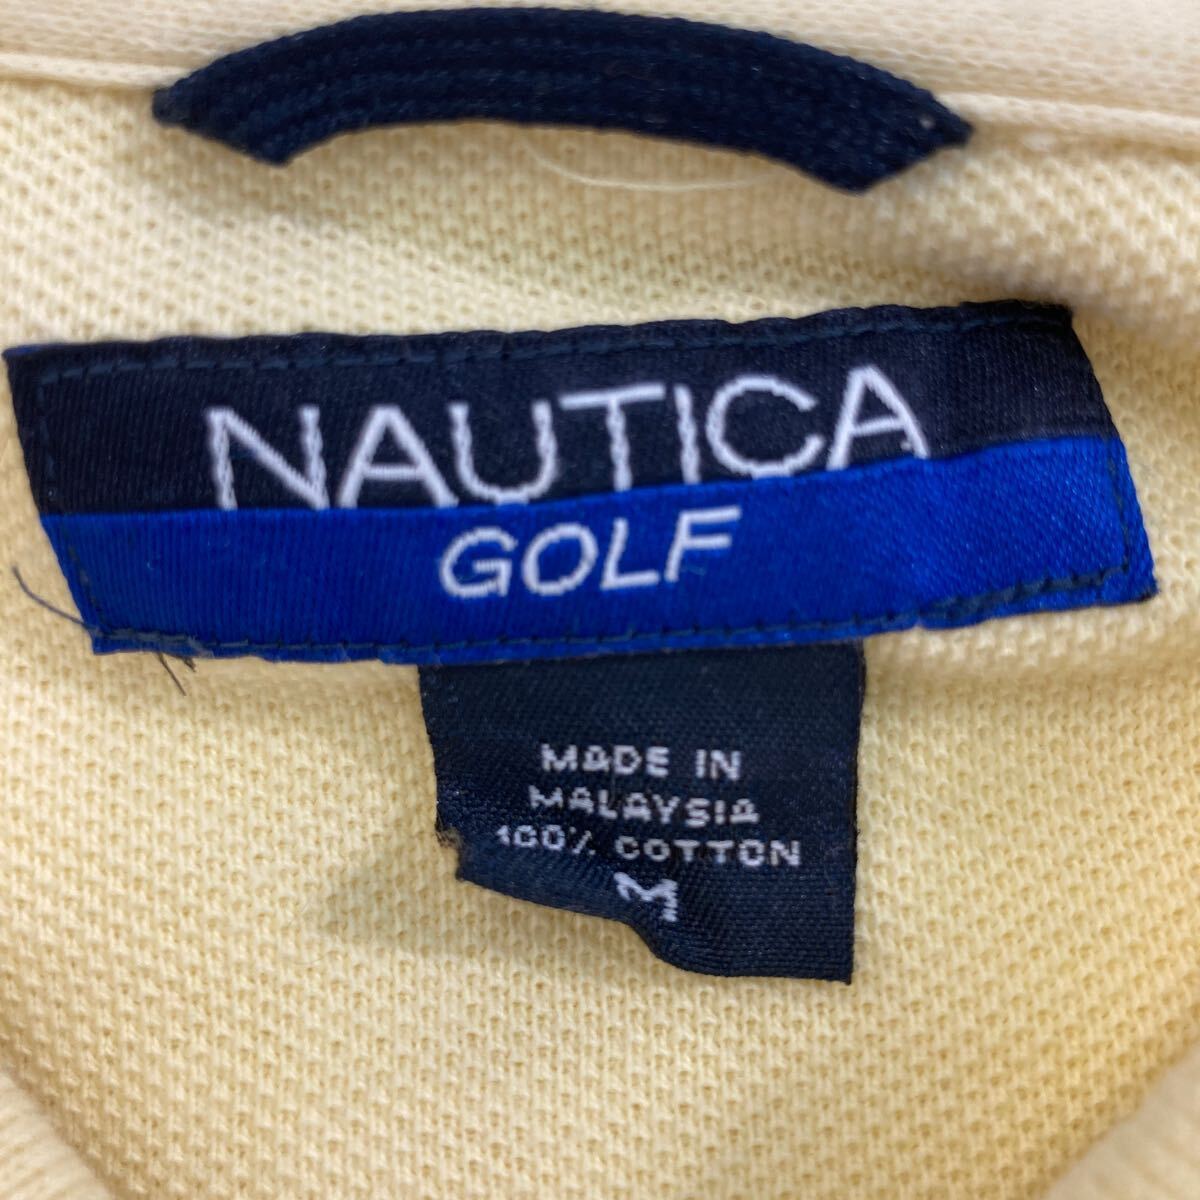 NAUTICA
GOLF
MADE IN
MALAYSIA
100% COTTON
M